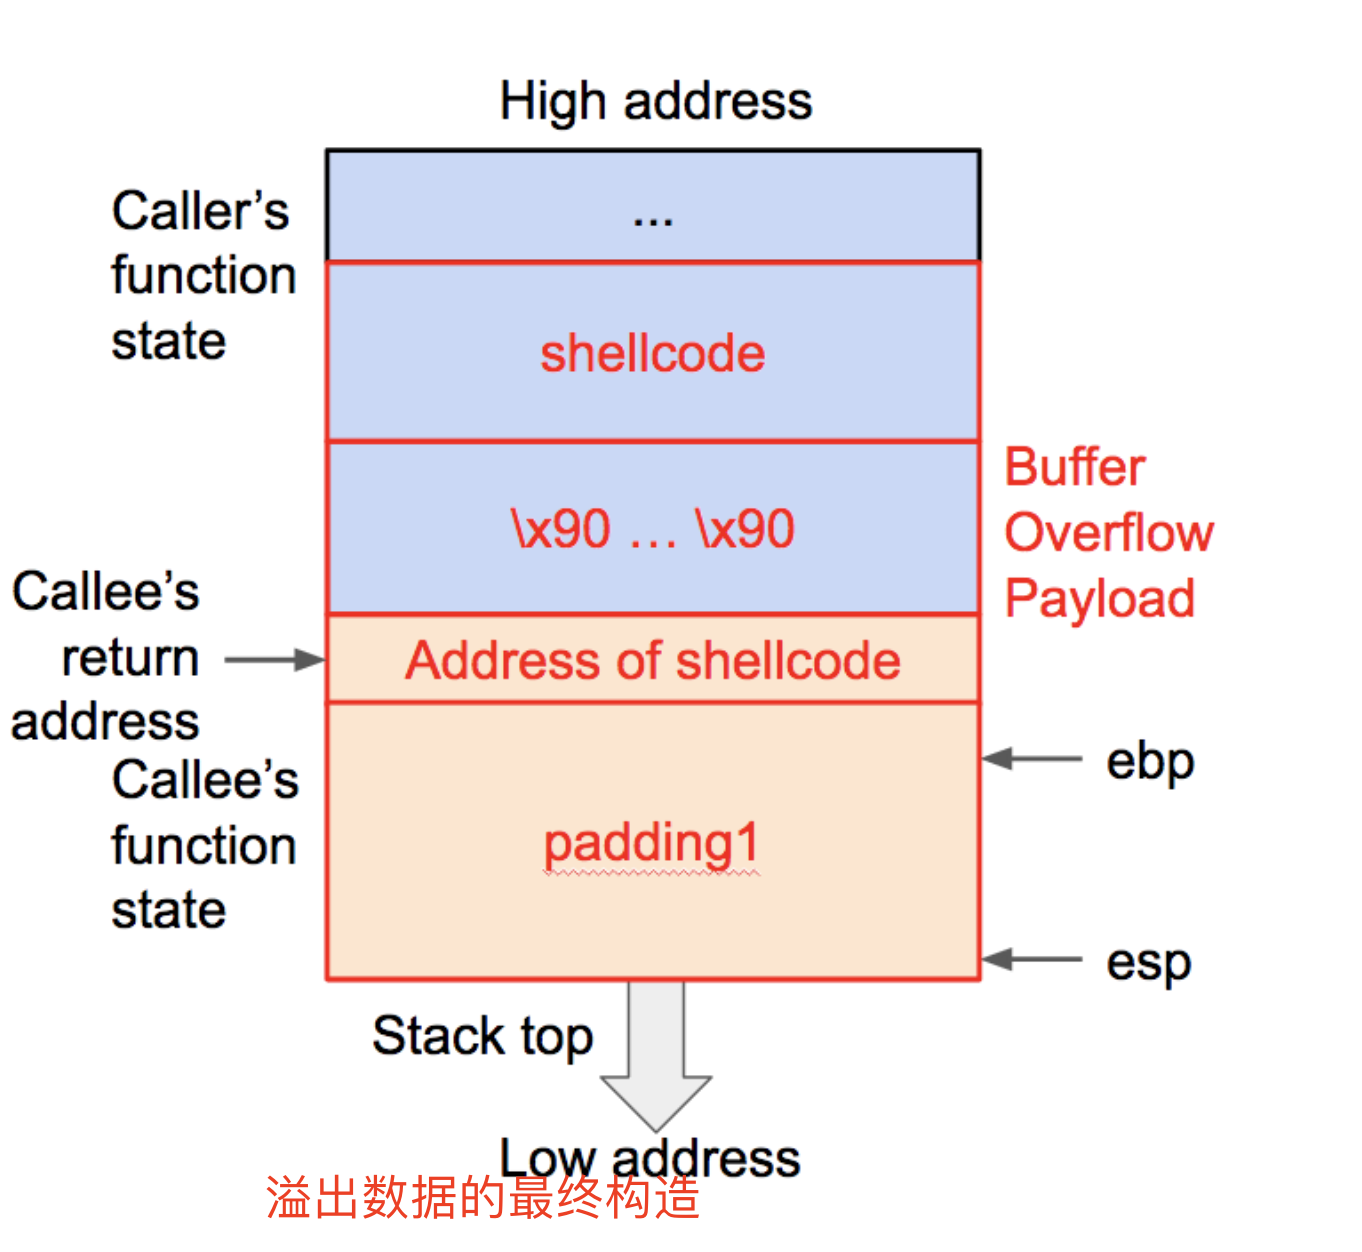 High address
Caller’s
function
state
...
shellcode
\x90 … \x90
Buffer
Overflow
Payload
Callee’s
return
address
Address of shellcode
Callee’s
function
state
ebp
padding1
esp
Stack top
Low address
溢出数据的最终构造